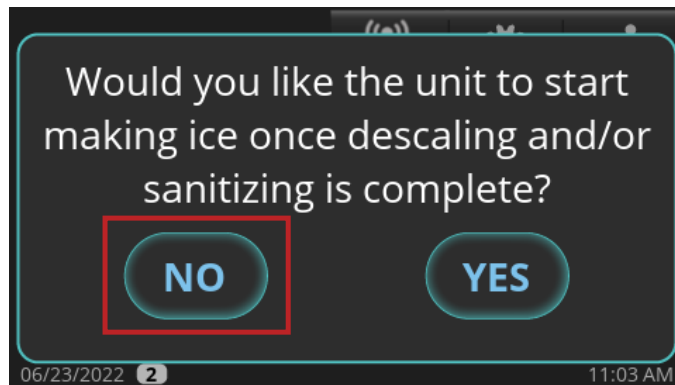 Would you like the unit to start
making ice once descaling and/or
sanitizing is complete?
NO YES
06/23/2022 2 11:03 AM